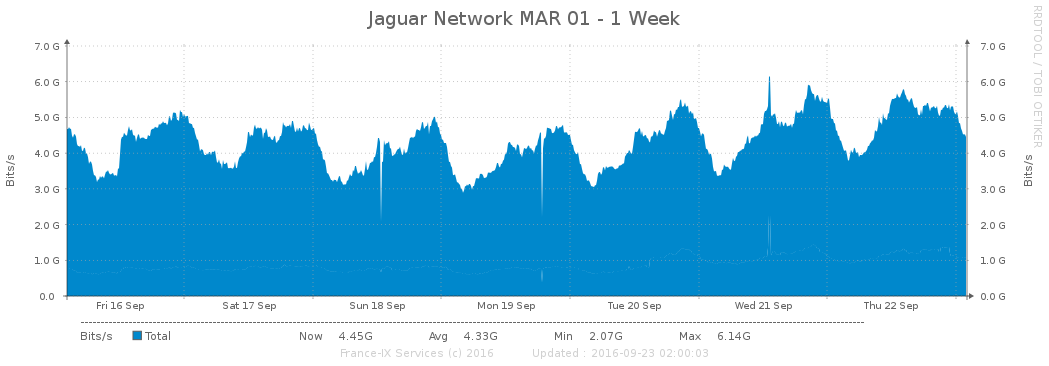 Jaguar Network MAR 01 - 1 Week
RRDTOOL / TOBI OETIKER
Bits/s
7.0 G 7.0 G
6.0 G 6.0 G
5.0 G 5.0 G
4.0 G 4.0 G
3.0 G 3.0 G
2.0 G 2.0 G
1.0 G 1.0 G
0.0 0.0 G
Bits/s
Fri 16 Sep Sat 17 Sep Sun 18 Sep Mon 19 Sep Tue 20 Sep Wed 21 Sep Thu 22 Sep
Bits/s Total Now 4.45G Avg 4.33G Min 2.07G Max 6.14G
France-IX Services (c) 2016 Updated : 2016-09-23 02:00:03